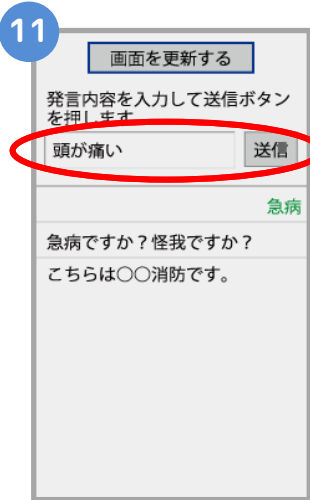 11
画面を更新する
発言内容を入力して送信ボタン
を押します
頭が痛い
送信
急病
急病ですか？怪我ですか？
こちらは〇〇消防です。